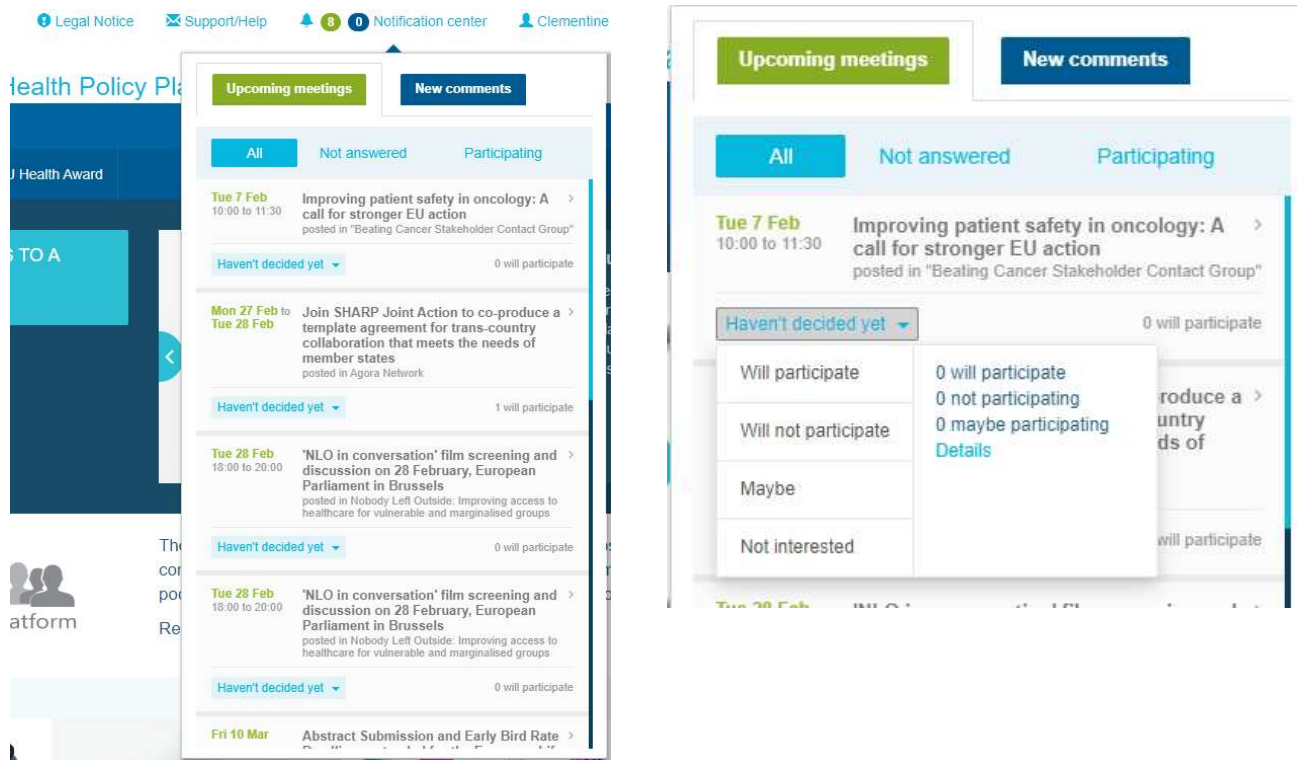 Legal Notice
Support/Help
8 0 Notification center
Clementine
Health Policy Pla
J Health Award
S TO A
The
cor
poo
Re
atform
Upcoming meetings
New comments
All
Not answered
Participating
Tue 7 Feb
10:00 to 11:30
Improving patient safety in oncology: A
call for stronger EU action
posted in "Beating Cancer Stakeholder Contact Group"
Haven't decided yet
0 will participate
Mon 27 Feb to
Tue 28 Feb
Join SHARP Joint Action to co-produce a
template agreement for trans-country
collaboration that meets the needs of
member states
posted in Agora Network
Haven't decided yet
1 will participate
Tue 28 Feb
18:00 to 20:00
'NLO in conversation' film screening and
discussion on 28 February, European
Parliament in Brussels
posted in Nobody Left Outside: Improving access to
healthcare for vulnerable and marginalised groups
Haven't decided yet
0 will participate
Tue 28 Feb
18:00 to 20:00
'NLO in conversation' film screening and
discussion on 28 February, European
Parliament in Brussels
posted in Nobody Left Outside: Improving access to
healthcare for vulnerable and marginalised groups
Haven't decided yet
0 will participate
Fri 10 Mar
Abstract Submission and Early Bird Rate
Upcoming meetings
New comments
All
Not answered
Participating
Tue 7 Feb
10:00 to 11:30
Improving patient safety in oncology: A
call for stronger EU action
posted in "Beating Cancer Stakeholder Contact Group"
Haven't decided yet
0 will participate
Will participate
Will not participate
Maybe
Not interested
0 will participate
0 not participating
0 maybe participating
Details
roduce a
untry
ds of
will participate